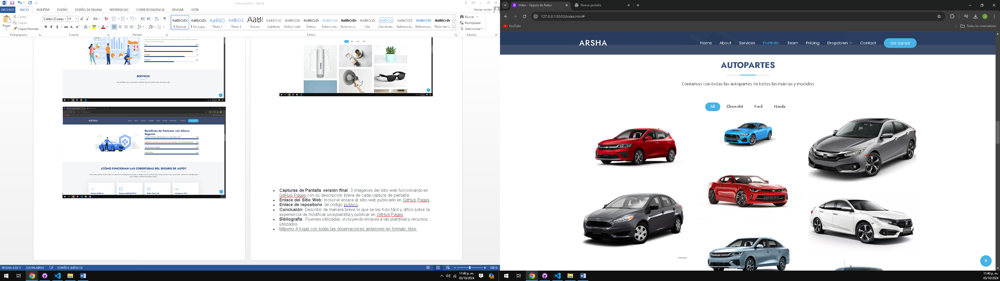 Documento1 - Word
Iniciar sesión
ARCHIVO INICIO INSERTAR DISEÑO DISEÑO DE PÁGINA REFERENCIAS CORRESPONDENCIA REVISAR VISTA
Pegar
Cortar
Copiar
Copiar formato
Calibri (Cuerpo 11
AaBbCcDc AaBbCcDc AaBbCc AaBbCcD AaBl AaBbCcC AaBbCcDc AaBbCcDc AaBbCcDc AaBbCcDc AaBbCcDc AaBbCcDc AABBCCDD AABBCCDD AaBbCcDc
¶ Normal ¶ Sin espa... Título 1 Título 2 Puesto Subtítulo Énfasis sutil Énfasis Énfasis int... Texto en n... Cita Cita desta... Referencia... Referencia... Título del l...
Buscar
Reemplazar
Seleccionar
Portapapeles Fuente Párrafo Estilos Edición
SERVICES
ARSHA
Beneficios de Contratar con Ahorra
Seguros
¿CÓMO FUNCIONAN LAS COBERTURAS DEL SEGURO DE AUTO?
Gastos Médicos Responsabilidad Civil Robo Total y de Asistencia Vial
• Capturas de Pantalla versión final: 3 imágenes del sitio web funcionando en
GitHub Pages con su descripción breve de cada captura de pantalla.
• Enlace del Sitio Web: Incluir el enlace al sitio web publicado en GitHub Pages.
• Enlace de repositorio de código publico.
• Conclusión: Describir de manera breve lo que se les hizo fácil y difícil sobre la
experiencia de modificar una plantilla y publicar en GitHub Pages.
• Bibliografía: Fuentes utilizadas, incluyendo enlaces a las plantillas y recursos
utilizados.
• Máximo 4 hojas con todas las observaciones anteriores en formato libre.
PÁGINA 4 DE 5 324 PALABRAS ESPAÑOL (MÉXICO)
100 %
11:40 p. m.
03/10/2024
Index - Seguro de Autos
Nueva pestaña
127.0.0.1:5500/index.html#
J
YouTube
Todos los marcadores
ARSHA
Home About Services Portfolio Team Pricing Dropdown Contact Get Started
AUTOPARTES
Contamos con todas las autopartes de todos las marcas y modelos
All Chevrolet Ford Honda
CIVIC
11:40 p. m.
03/10/2024